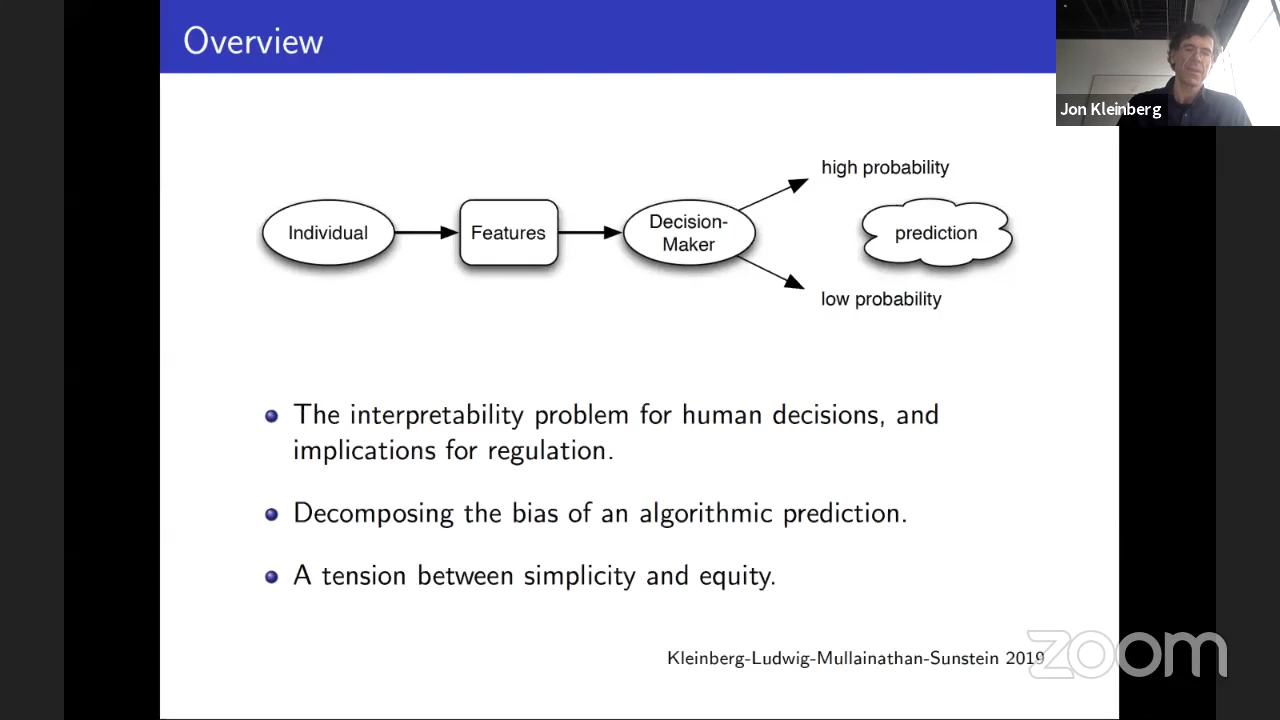 Overview
Jon Kleinberg
high probability
Individual
Features
Decision-
Maker
prediction
low probability
The interpretability problem for human decisions, and
implications for regulation.
Decomposing the bias of an algorithmic prediction.
A tension between simplicity and equity.
Kleinberg-Ludwig-Mullainathan-Sunstein 2019
zoom